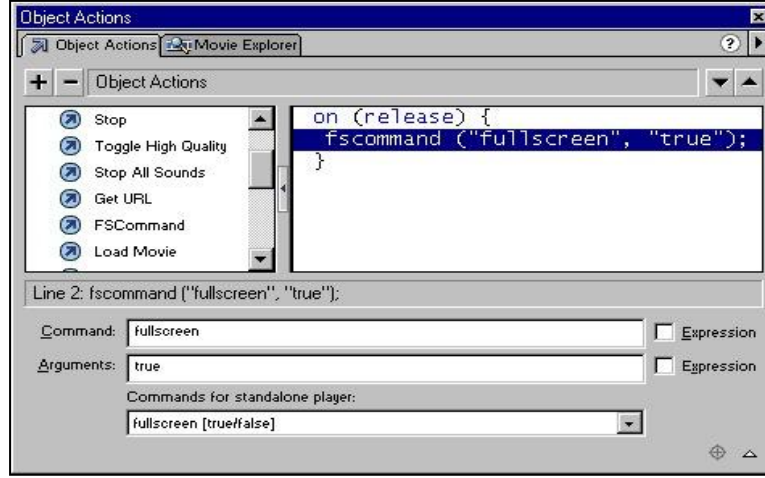 Object Actions
Object Actions Movie Explorer ?
+ - Object Actions
Stop
Toggle High Quality
Stop All Sounds
Get URL
FSCommand
Load Movie
on (release) {
fscommand ("fullscreen", "true");
}
Line 2: fscommand ("fullscreen", "true");
Command: fullscreen Expression
Arguments: true Expression
Commands for standalone player:
fullscreen [true/false]